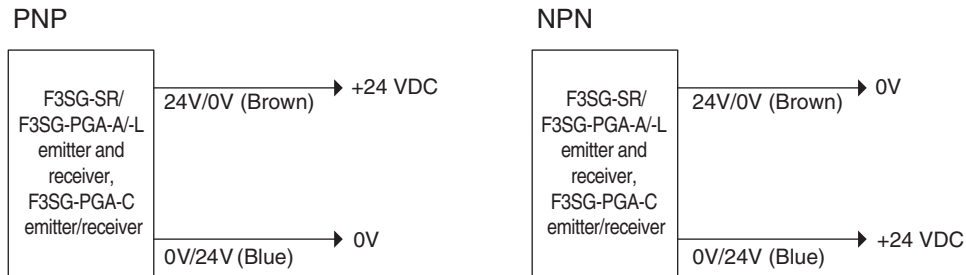 PNP
F3SG-SR/
F3SG-PGA-A/-L
emitter and
receiver,
F3SG-PGA-C
emitter/receiver
24V/0V (Brown)
+24 VDC
0V/24V (Blue)
0V
NPN
F3SG-SR/
F3SG-PGA-A/-L
emitter and
receiver,
F3SG-PGA-C
emitter/receiver
24V/0V (Brown)
0V
0V/24V (Blue)
+24 VDC